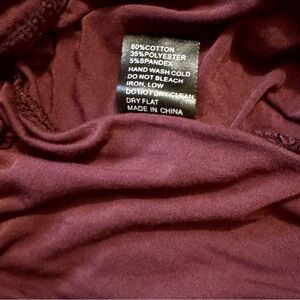 60%COTTON
35%POLYESTER
5%SPANDEX
HAND WASH COLD
DO NOT BLEACH
IRON, LOW
DO NOT DRY CLEAN
DRY FLAT
MADE IN CHINA